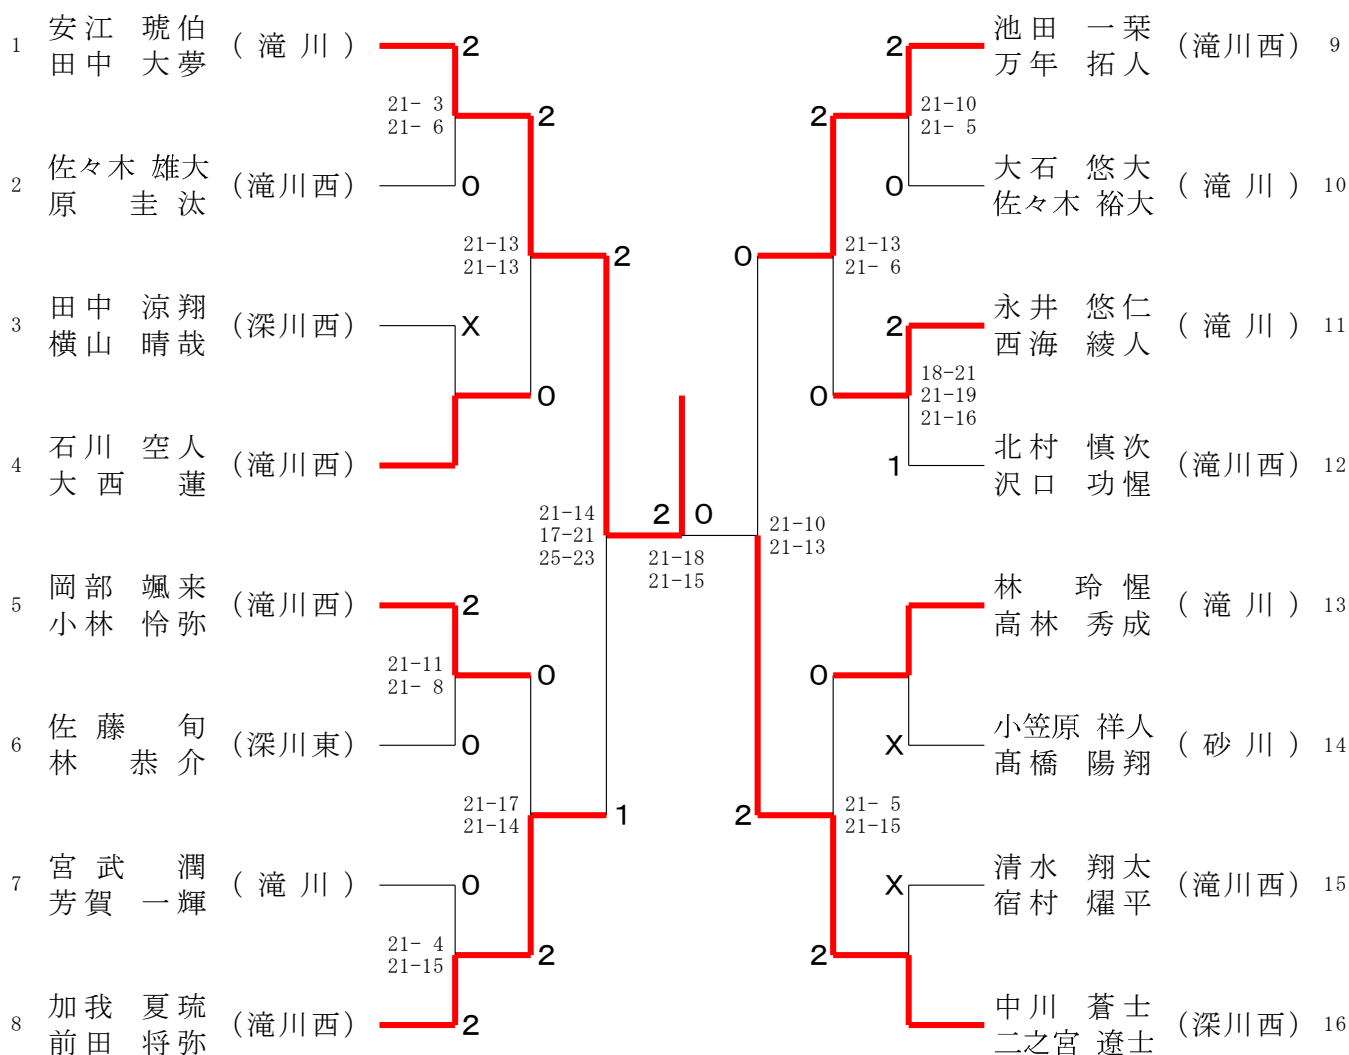 1 安江 琥伯 (滝川) 2
田中 大夢
21- 3
21- 6
2
2 佐々木 雄大 (滝川西) 0
原 圭汰
21-13
21-13
2
3 田中 涼翔 (深川西) X
横山 晴哉
0
4 石川 空人 (滝川西)
大西 蓮
21-14
17-21
25-23
5 岡部 颯来 (滝川西) 2
小林 怜弥
21-11
21- 8
0
6 佐藤 旬 (深川東) 0
林 恭介
21-17
21-14
1
7 宮武 潤 (滝川) 0
芳賀 一輝
21- 4
21-15
2
8 加我 夏琉 (滝川西) 2
前田 将弥
2 0
21-18
21-15
2 池田 一栞 (滝川西) 9
万年 拓人
2
21-10
21- 5
0 大石 悠大 (滝川) 10
佐々木 裕大
0
21-13
21- 6
2 永井 悠仁 (滝川) 11
西海 綾人
0
18-21
21-19
21-16
1 北村 慎次 (滝川西) 12
沢口 功惺
21-10
21-13
林 玲惺 (滝川) 13
高林 秀成
0
X 小笠原 祥人 (砂川) 14
髙橋 陽翔
2
21- 5
21-15
X 清水 翔太 (滝川西) 15
宿村 燿平
2
中川 蒼士 (深川西) 16
二之宮 遼士